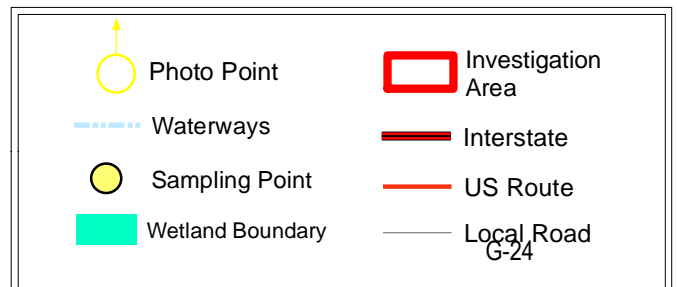 Photo Point
Waterways
Sampling Point
Wetland Boundary
Investigation
Area
Interstate
US Route
Local Road
G-24